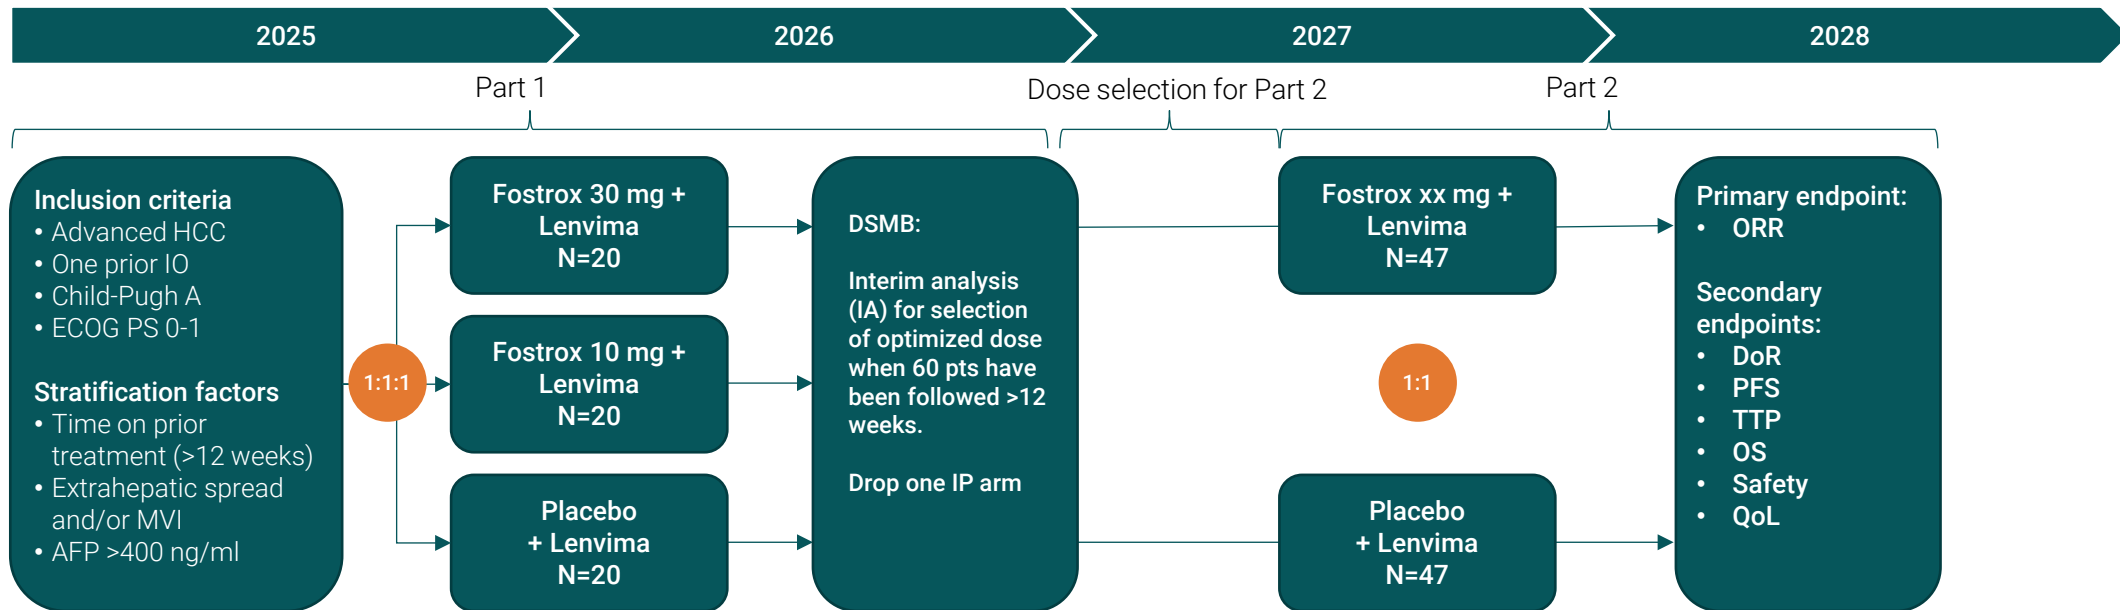 2025
2026
2027
2028
Part 1
Dose selection for Part 2
Part 2
Inclusion criteria
• Advanced HCC
• One prior IO
• Child-Pugh A
• ECOG PS 0-1
Stratification factors
• Time on prior
treatment (>12 weeks)
• Extrahepatic spread
and/or MVI
• AFP >400 ng/ml
1:1:1
Fostrox 30 mg +
Lenvima
N=20
Fostrox 10 mg +
Lenvima
N=20
Placebo
+ Lenvima
N=20
DSMB:
Interim analysis
(IA) for selection
of optimized dose
when 60 pts have
been followed >12
weeks.
Drop one IP arm
Fostrox xx mg +
Lenvima
N=47
1:1
Placebo
+ Lenvima
N=47
Primary endpoint:
• ORR
Secondary
endpoints:
• DoR
• PFS
• TTP
• OS
• Safety
• QoL